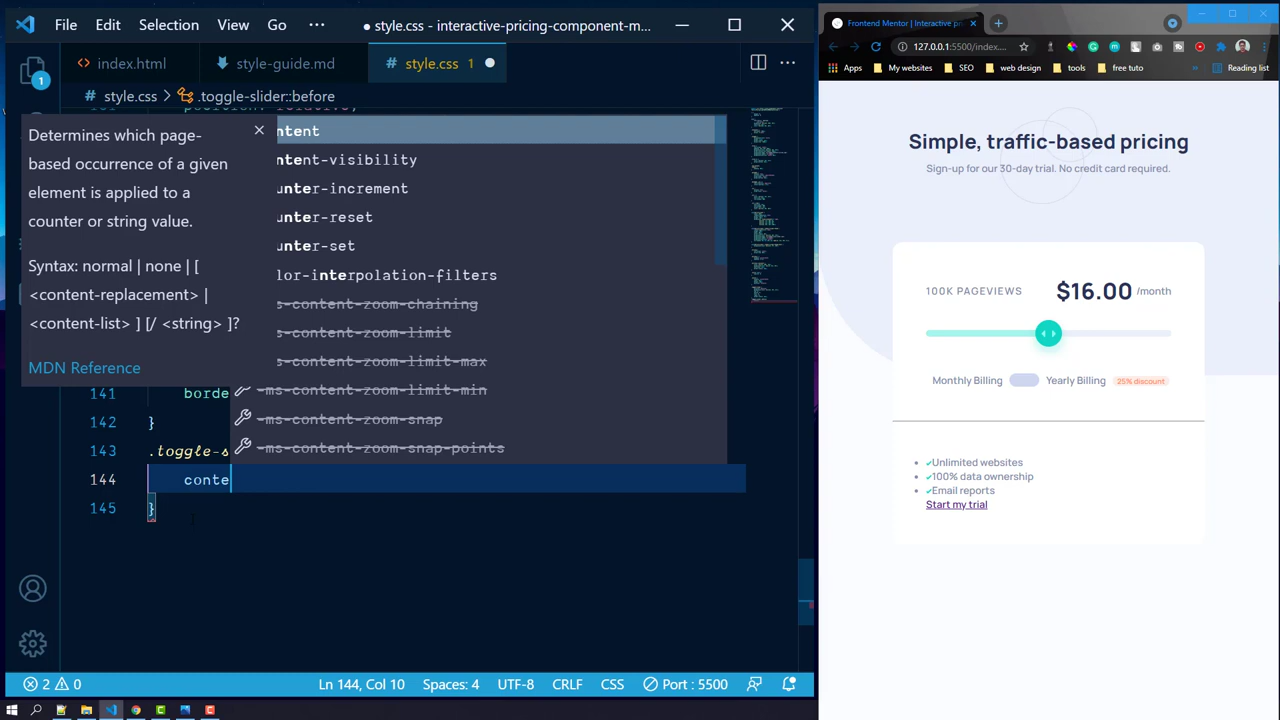 File Edit Selection View Go ··· ● style.css - interactive-pricing-component-m...
index.html style-guide.md # style.css
# style.css > .toggle-slider::before
Determines which page-
based occurrence of a given
element is applied to a
counter or string value.
Syntax: normal | none | [
<content-replacement> |
<content-list> ] [/ <string> ]?
MDN Reference
ntent
ntent-visibility
unter-increment
unter-reset
unter-set
lor-interpolation-filters
s-content-zoom-chaining
s-content-zoom-limit
s-content-zoom-limit-max
-ms-content-zoom-limit-min
-ms-content-zoom-snap
-ms-content-zoom-snap-points
141 borde
142 }
143 .toggle-s
144 conte
145 }
1
2 0 Ln 144, Col 10 Spaces: 4 UTF-8 CRLF CSS Port : 5500
Frontend Mentor | Interactive pr
127.0.0.1:5500/index....
Apps My websites SEO web design tools free tuto » Reading list
Simple, traffic-based pricing
Sign-up for our 30-day trial. No credit card required.
100K PAGEVIEWS $16.00 /month
Monthly Billing Yearly Billing 25% discount
• ✔Unlimited websites
• ✔100% data ownership
• ✔Email reports
Start my trial